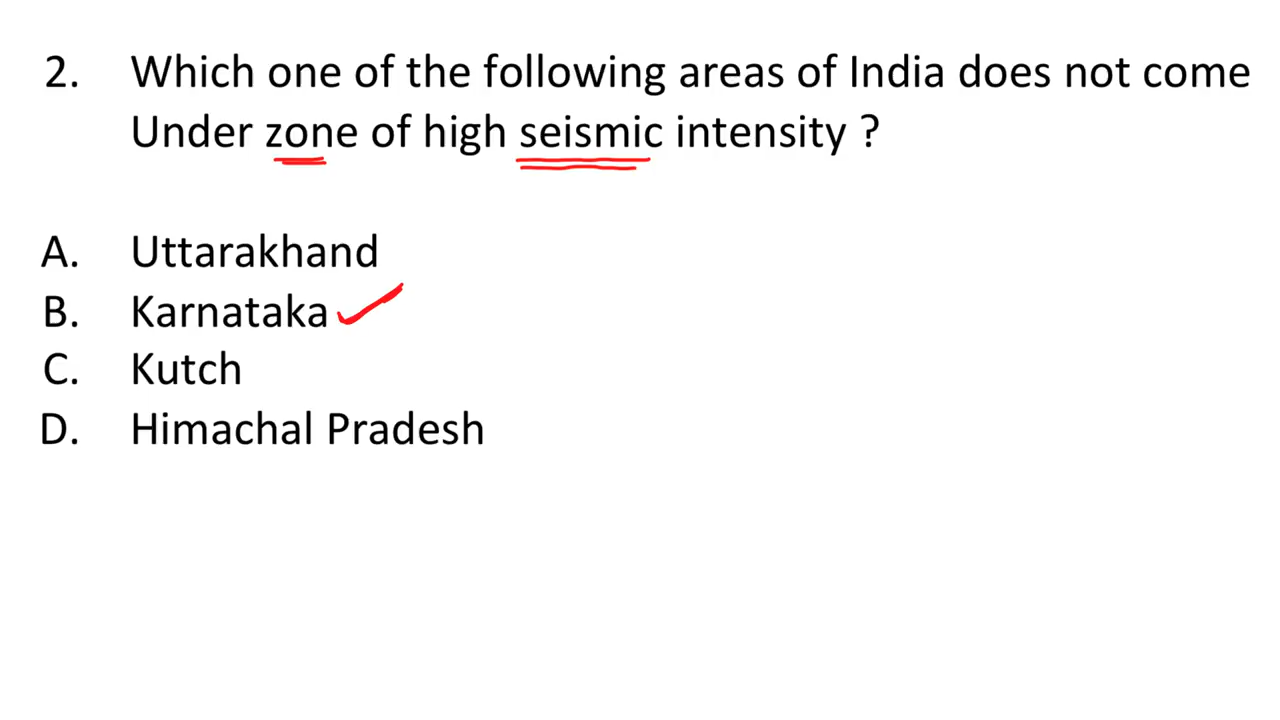 2. Which one of the following areas of India does not come
Under zone of high seismic intensity ?
A. Uttarakhand
B. Karnataka
C. Kutch
D. Himachal Pradesh